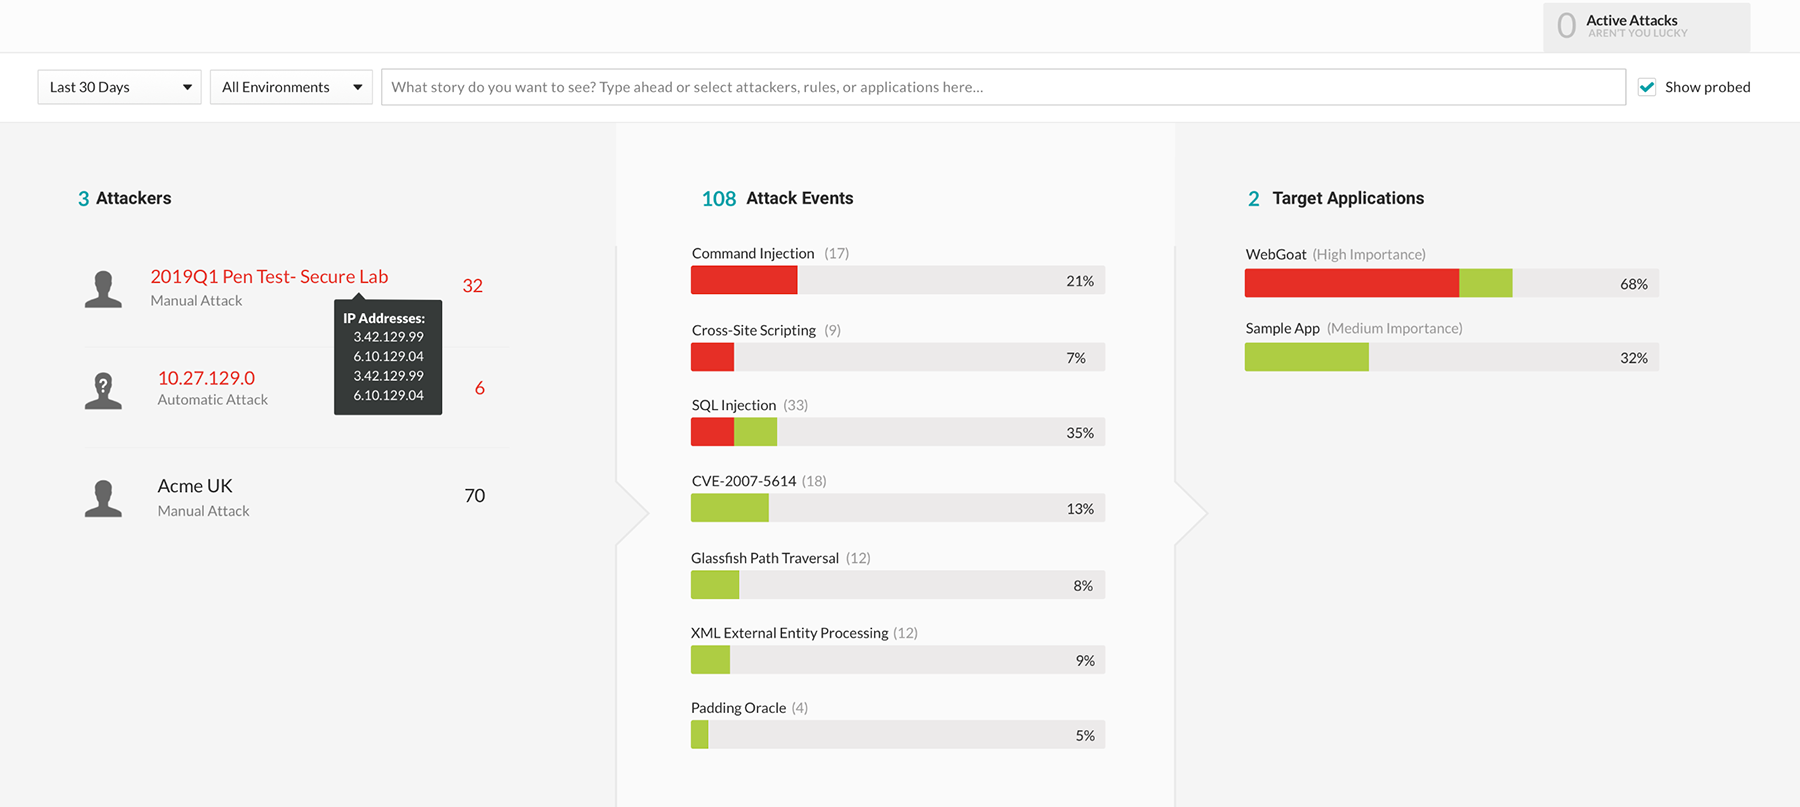 0 Active Attacks
AREN'T YOU LUCKY
Last 30 Days
All Environments
What story do you want to see? Type ahead or select attackers, rules, or applications here...
Show probed
3 Attackers
2019Q1 Pen Test- Secure Lab 32
Manual Attack
IP Addresses:
3.42.129.99
6.10.129.04
3.42.129.99
6.10.129.04
?
10.27.129.0 6
Automatic Attack
Acme UK 70
Manual Attack
108 Attack Events
Command Injection (17)
21%
Cross-Site Scripting (9)
7%
SQL Injection (33)
35%
CVE-2007-5614 (18)
13%
Glassfish Path Traversal (12)
8%
XML External Entity Processing (12)
9%
Padding Oracle (4)
5%
2 Target Applications
WebGoat (High Importance)
68%
Sample App (Medium Importance)
32%